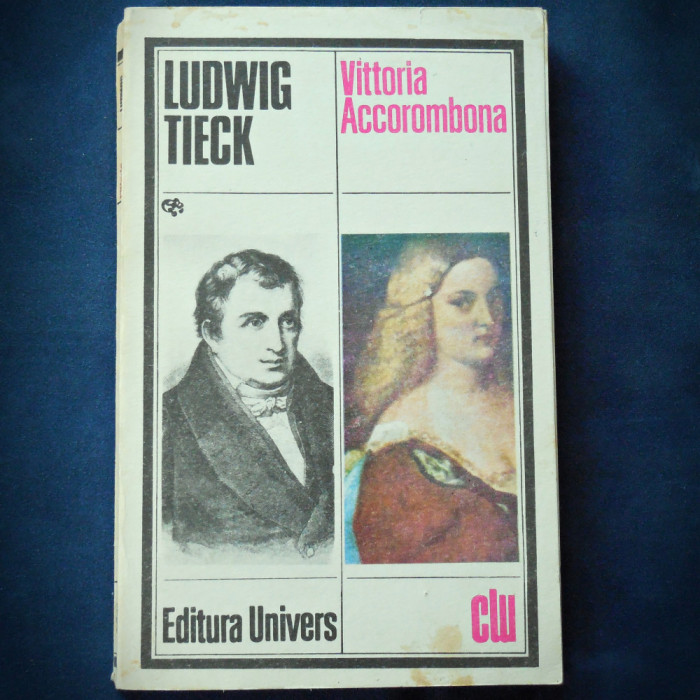 LUDWIG
TIECK
Vittoria
Accorombona
Editura Univers
clu